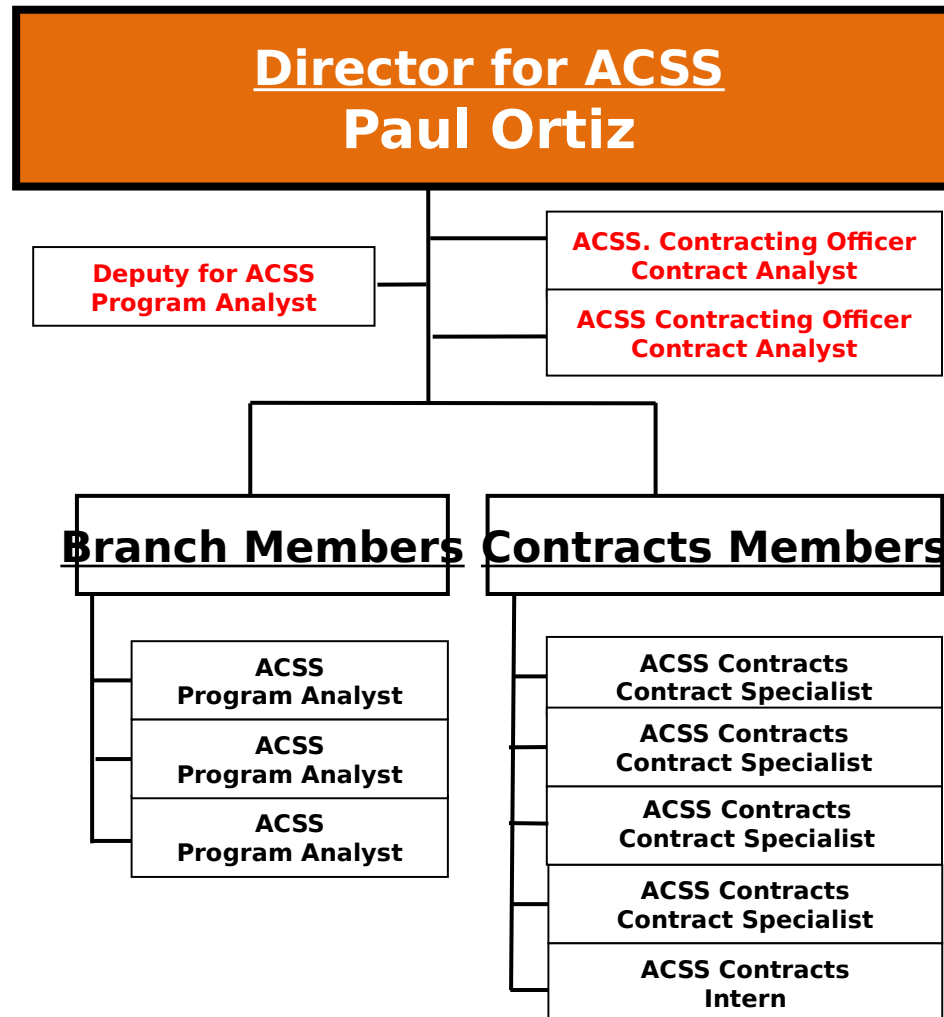 Director for ACSS
Paul Ortiz
Deputy for ACSS
Program Analyst
ACSS. Contracting Officer
Contract Analyst
ACSS Contracting Officer
Contract Analyst
Branch Members
ACSS
Program Analyst
ACSS
Program Analyst
ACSS
Program Analyst
Contracts Members
ACSS Contracts
Contract Specialist
ACSS Contracts
Contract Specialist
ACSS Contracts
Contract Specialist
ACSS Contracts
Contract Specialist
ACSS Contracts
Intern